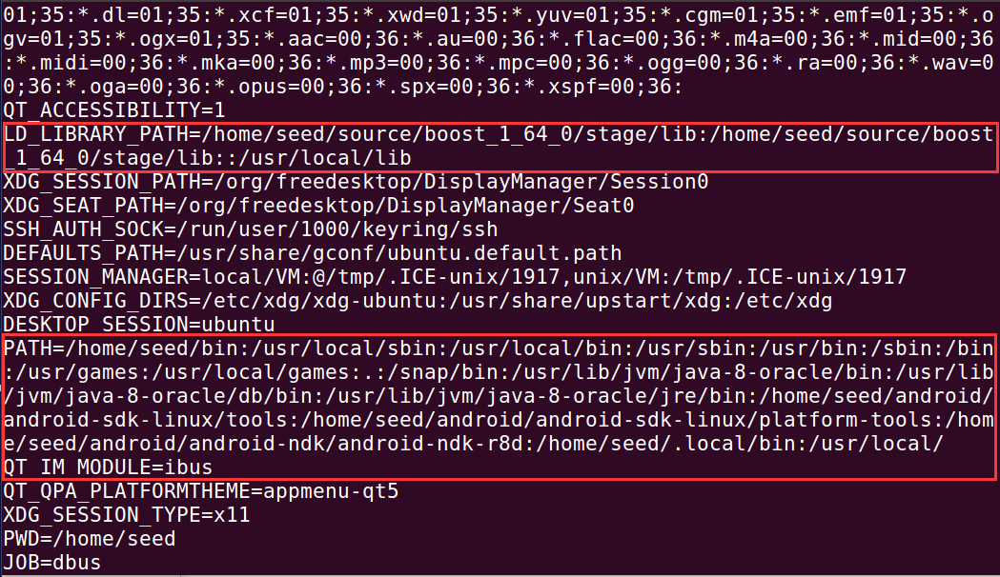 01;35:*.dl=01;35:*.xcf=01;35:*.xwd=01;35:*.yuv=01;35:*.cgm=01;35:*.emf=01;35:*.o
gv=01;35:*.ogx=01;35:*.aac=00;36:*.au=00;36:*.flac=00;36:*.m4a=00;36:*.mid=00;36
:*.midi=00;36:*.mka=00;36:*.mp3=00;36:*.mpc=00;36:*.ogg=00;36:*.ra=00;36:*.wav=0
0;36:*.oga=00;36:*.opus=00;36:*.spx=00;36:*.xspf=00;36:
QT_ACCESSIBILITY=1
LD_LIBRARY_PATH=/home/seed/source/boost_1_64_0/stage/lib:/home/seed/source/boost
_1_64_0/stage/lib::/usr/local/lib
XDG_SESSION_PATH=/org/freedesktop/DisplayManager/Session0
XDG_SEAT_PATH=/org/freedesktop/DisplayManager/Seat0
SSH_AUTH_SOCK=/run/user/1000/keyring/ssh
DEFAULTS_PATH=/usr/share/gconf/ubuntu.default.path
SESSION_MANAGER=local/VM:@/tmp/.ICE-unix/1917,unix/VM:/tmp/.ICE-unix/1917
XDG_CONFIG_DIRS=/etc/xdg/xdg-ubuntu:/usr/share/upstart/xdg:/etc/xdg
DESKTOP_SESSION=ubuntu
PATH=/home/seed/bin:/usr/local/sbin:/usr/local/bin:/usr/sbin:/usr/bin:/sbin:/bin
:/usr/games:/usr/local/games:.:/snap/bin:/usr/lib/jvm/java-8-oracle/bin:/usr/lib
/jvm/java-8-oracle/db/bin:/usr/lib/jvm/java-8-oracle/jre/bin:/home/seed/android/
android-sdk-linux/tools:/home/seed/android/android-sdk-linux/platform-tools:/hom
e/seed/android/android-ndk/android-ndk-r8d:/home/seed/.local/bin:/usr/local/
QT_IM_MODULE=ibus
QT_QPA_PLATFORMTHEME=appmenu-qt5
XDG_SESSION_TYPE=x11
PWD=/home/seed
JOB=dbus